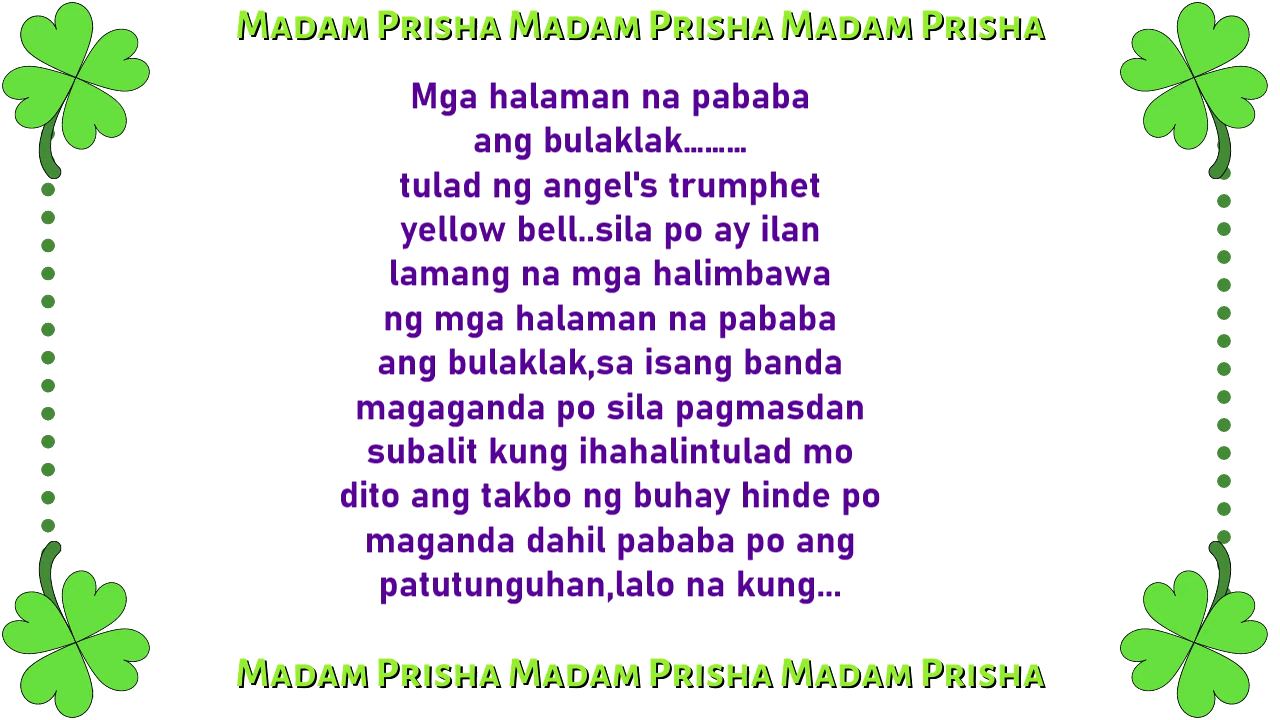 Madam Prisha Madam Prisha Madam Prisha
Mga halaman na pababa
ang bulaklak.........
tulad ng angel's trumphet
yellow bell..sila po ay ilan
lamang na mga halimbawa
ng mga halaman na pababa
ang bulaklak,sa isang banda
magaganda po sila pagmasdan
subalit kung ihahalintulad mo
dito ang takbo ng buhay hinde po
maganda dahil pababa po ang
patutunguhan,lalo na kung...
Madam Prisha Madam Prisha Madam Prisha